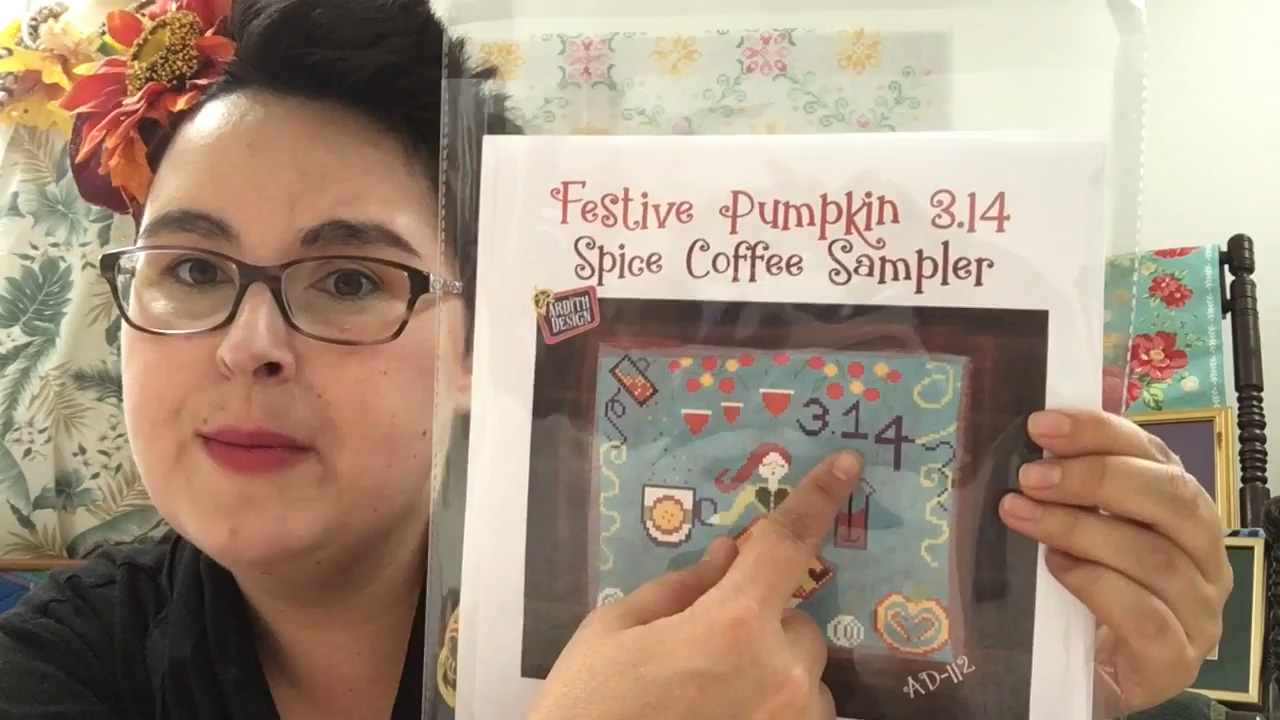 Festive Pumpkin 3.14
Spice Coffee Sampler
ARDITH
DESIGN
3.14
AD-112